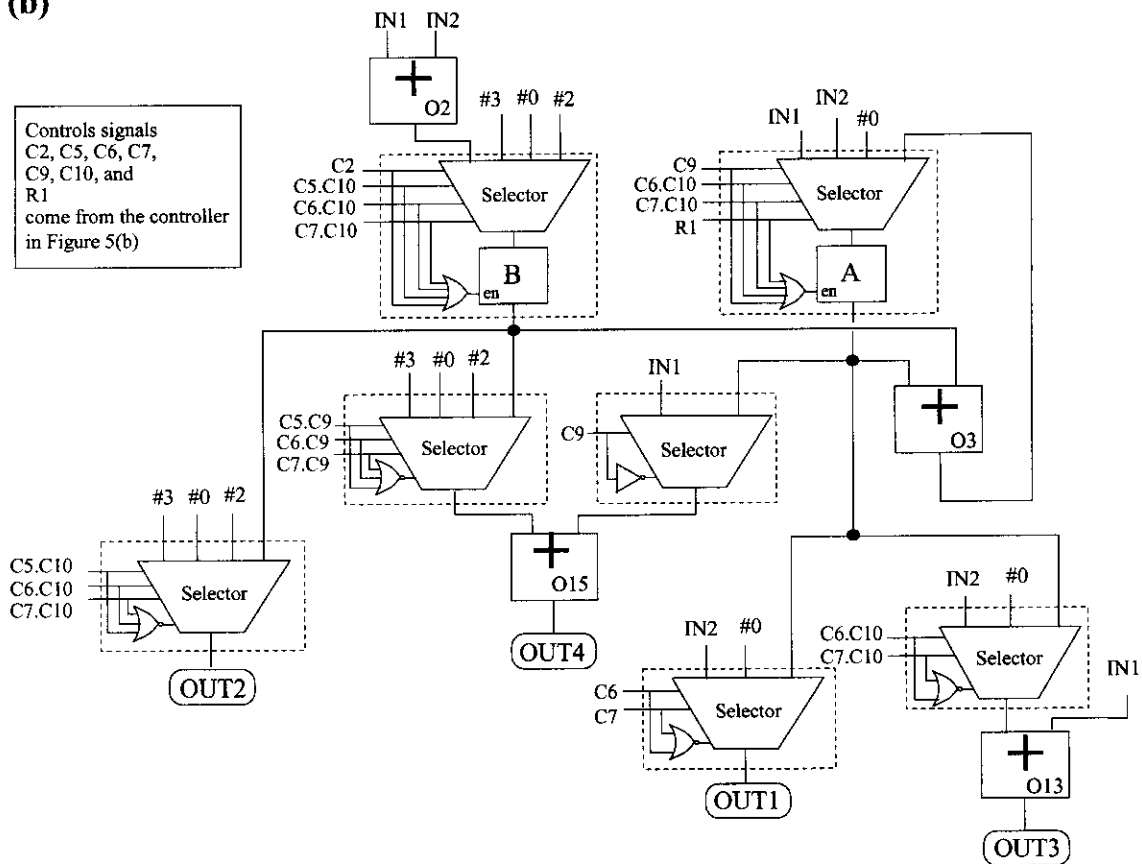 (b)
IN1 IN2
O2
Controls signals
C2, C5, C6, C7,
C9, C10, and
R1
come from the controller
in Figure 5(b)
#3 #0 #2
C2
C5.C10
C6.C10
C7.C10
Selector
B
en
IN1 IN2 #0
C9
C6.C10
C7.C10
R1
Selector
A
en
#3 #0 #2
C5.C9
C6.C9
C7.C9
Selector
IN1
C9
Selector
O3
#3 #0 #2
C5.C10
C6.C10
C7.C10
Selector
OUT2
O15
OUT4
IN2 #0
C6
C7
Selector
OUT1
IN2 #0
C6.C10
C7.C10
Selector
IN1
O13
OUT3